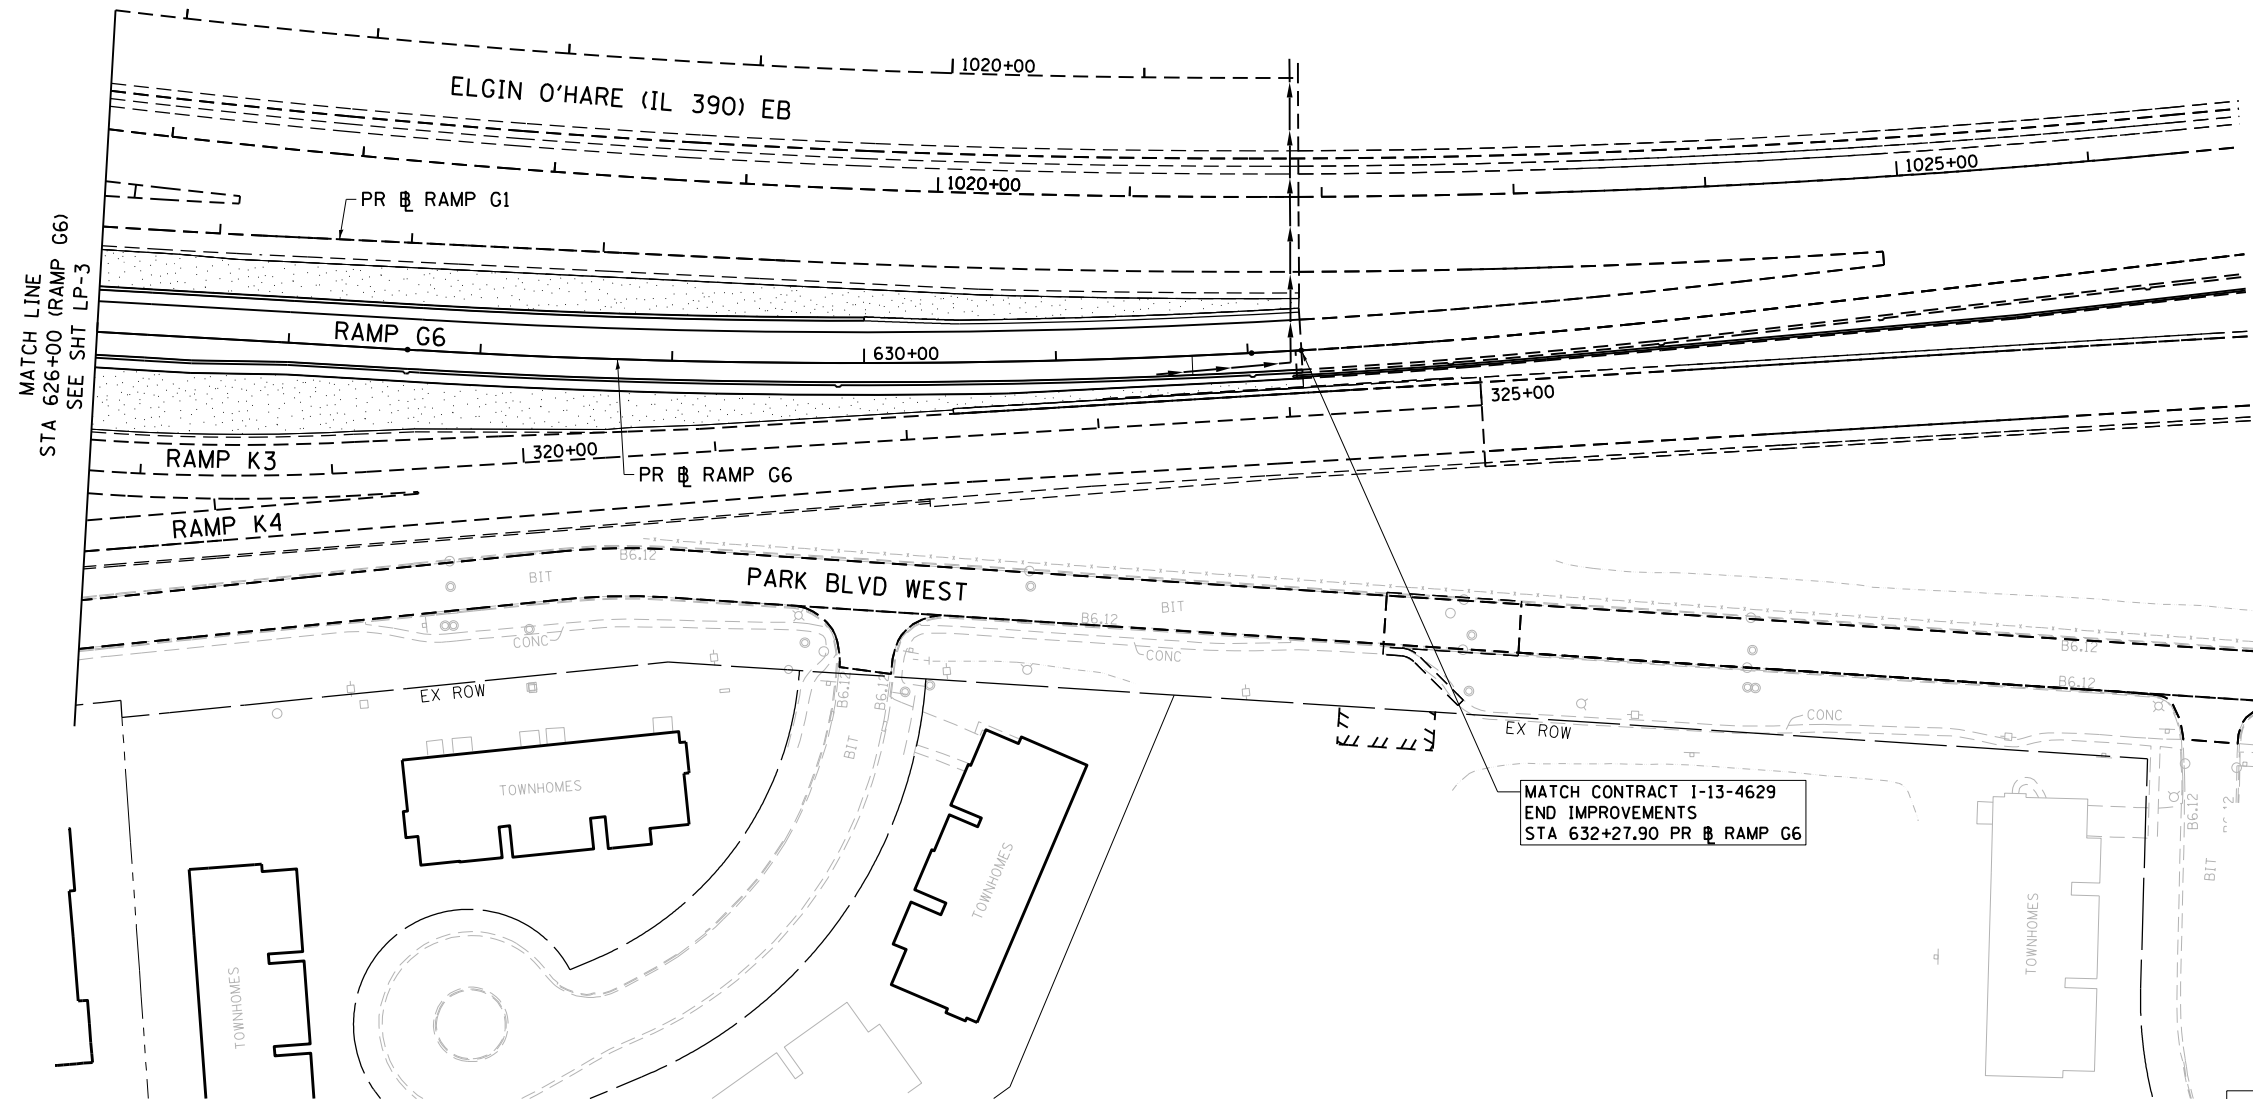 1020+00
ELGIN O'HARE (IL 390) EB
1025+00
1020+00
PR ⅊ RAMP G1
MATCH LINE
STA 626+00 (RAMP G6)
SEE SHT LP-3
RAMP G6
630+00
325+00
320+00
RAMP K3
PR ⅊ RAMP G6
RAMP K4
B6.12
BIT
PARK BLVD WEST
BIT
B6.12
CONC
CONC
B6.12
B6.12
EX ROW
B6.12
B6.12
CONC
EX ROW
BIT
TOWNHOMES
MATCH CONTRACT I-13-4629
END IMPROVEMENTS
STA 632+27.90 PR ⅊ RAMP G6
B6.12
BIT
TOWNHOMES
TOWNHOMES
TOWNHOMES